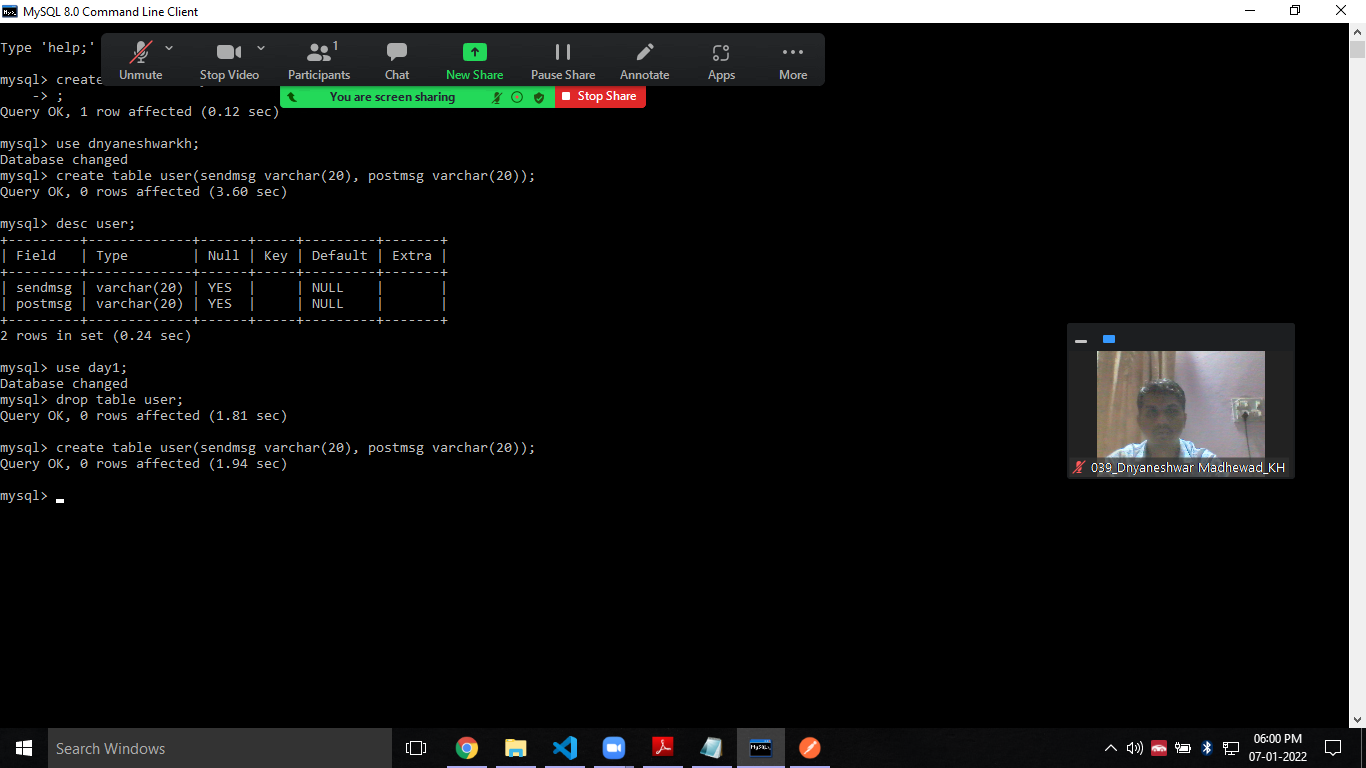 MySQL 8.0 Command Line Client
Type 'help;'
Unmute
Stop Video
1
Participants
Chat
New Share
Pause Share
Annotate
Apps
More
You are screen sharing
Stop Share
mysql> create
    -> ;
Query OK, 1 row affected (0.12 sec)
mysql> use dnyaneshwarkh;
Database changed
mysql> create table user(sendmsg varchar(20), postmsg varchar(20));
Query OK, 0 rows affected (3.60 sec)
mysql> desc user;
+---------+-------------+------+-----+---------+-------+
| Field   | Type        | Null | Key | Default | Extra |
+---------+-------------+------+-----+---------+-------+
| sendmsg | varchar(20) | YES  |     | NULL    |       |
| postmsg | varchar(20) | YES  |     | NULL    |       |
+---------+-------------+------+-----+---------+-------+
2 rows in set (0.24 sec)
mysql> use day1;
Database changed
mysql> drop table user;
Query OK, 0 rows affected (1.81 sec)
mysql> create table user(sendmsg varchar(20), postmsg varchar(20));
Query OK, 0 rows affected (1.94 sec)
mysql>
039_Dnyaneshwar Madhewad_KH
Search Windows
06:00 PM
07-01-2022